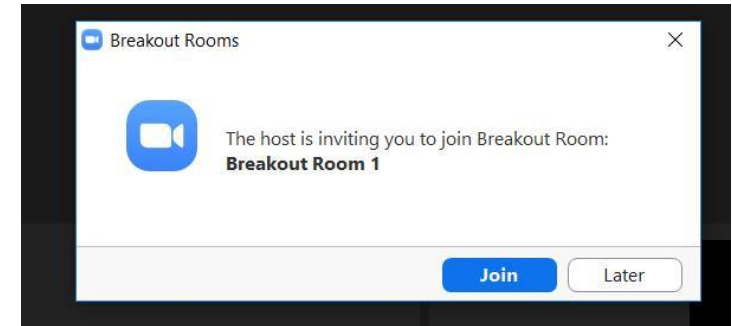 Breakout Rooms
The host is inviting you to join Breakout Room:
Breakout Room 1
Join
Later